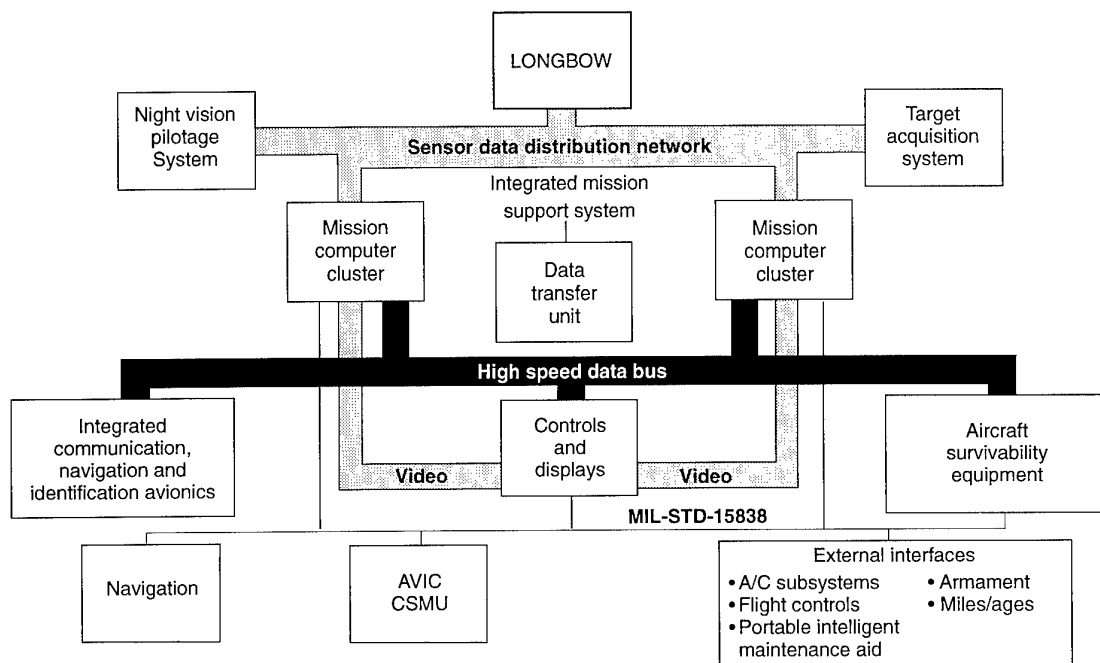 LONGBOW
Night vision
pilotage
System
Target
acquisition
system
Sensor data distribution network
Integrated mission
support system
Mission
computer
cluster
Data
transfer
unit
Mission
computer
cluster
High speed data bus
Integrated
communication,
navigation and
identification avionics
Controls
and
displays
Aircraft
survivability
equipment
Video
Video
MIL-STD-15838
Navigation
AVIC
CSMU
External interfaces
• A/C subsystems
• Flight controls
• Portable intelligent
maintenance aid
• Armament
• Miles/ages